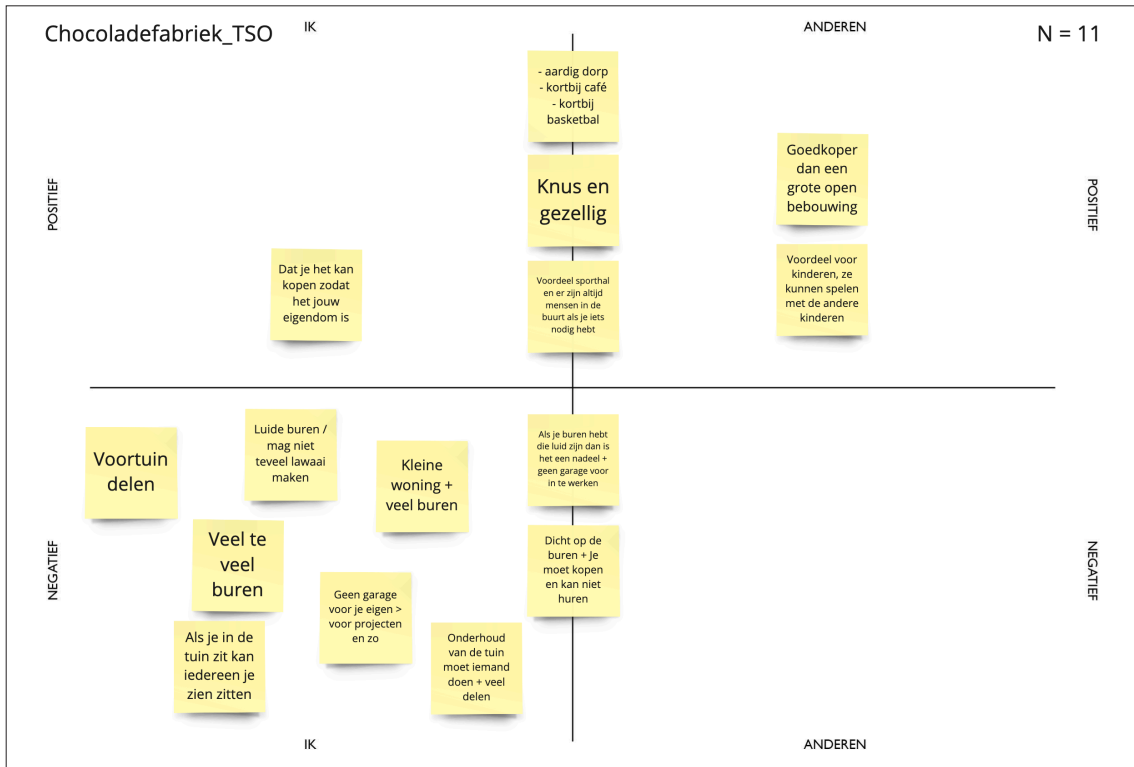 Chocoladefabriek_TSO
IK
ANDEREN
N = 11
POSITIEF
POSITIEF
- aardig dorp
- kortbij café
- kortbij
basketbal
Goedkoper
dan een
grote open
bebouwing
Knus en
gezellig
Dat je het kan
kopen zodat
het jouw
eigendom is
Voordeel sporthal
en er zijn altijd
mensen in de
buurt als je iets
nodig hebt
Voordeel voor
kinderen, ze
kunnen spelen
met de andere
kinderen
NEGATIEF
NEGATIEF
Voortuin
delen
Luide buren /
mag niet
teveel lawaai
maken
Kleine
woning +
veel buren
Als je buren hebt
die luid zijn dan is
het een nadeel +
geen garage voor
in te werken
Veel te
veel
buren
Geen garage
voor je eigen >
voor projecten
en zo
Dicht op de
buren + Je
moet kopen
en kan niet
huren
Als je in de
tuin zit kan
iedereen je
zien zitten
Onderhoud
van de tuin
moet iemand
doen + veel
delen
IK
ANDEREN